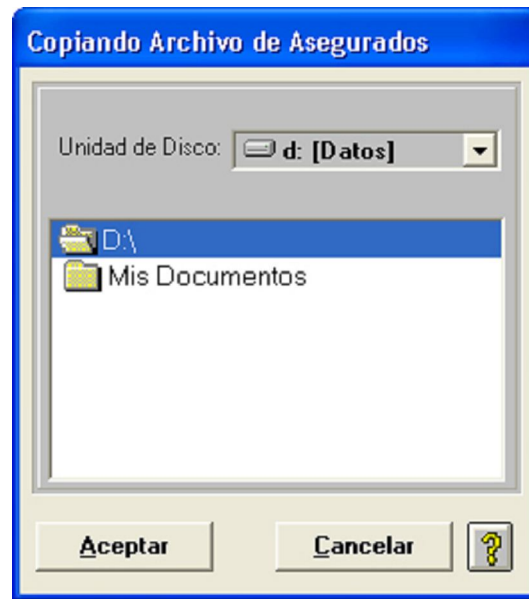 Copiando Archivo de Asegurados
Unidad de Disco: d: [Datos]
D:\
Mis Documentos
Aceptar Cancelar ?